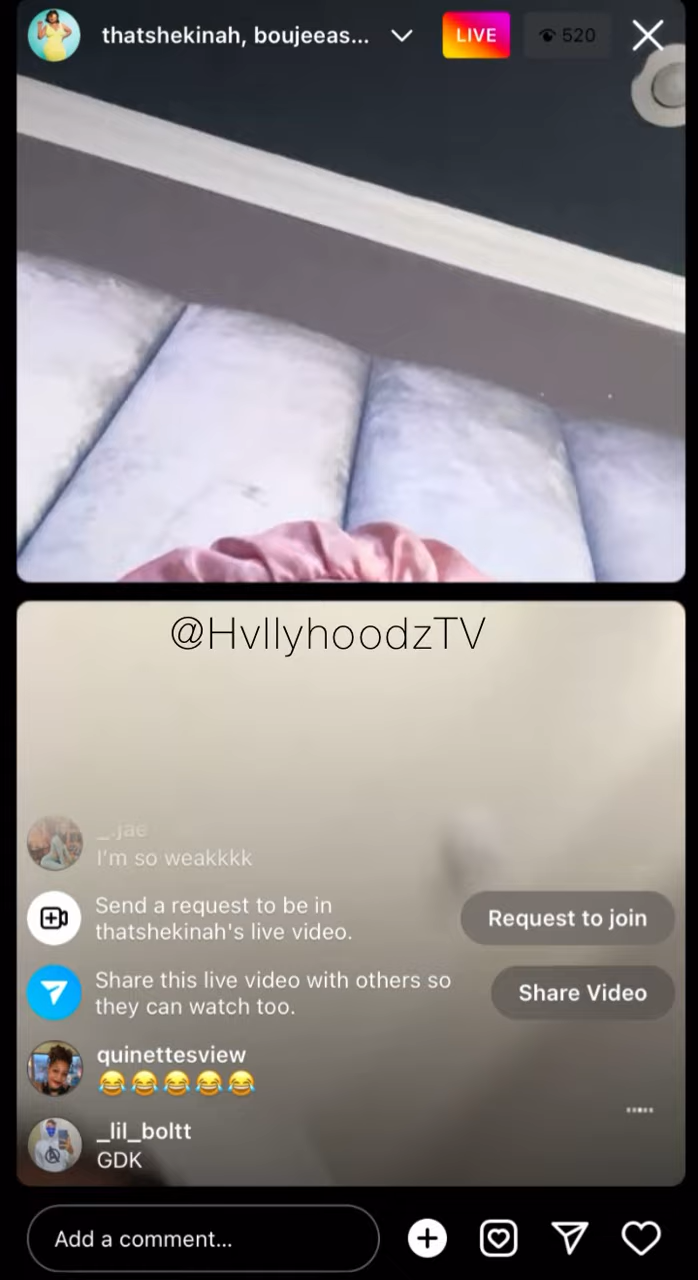 thatshekinah, boujeeas...
LIVE
520
@HvllyhoodzTV
_.jae
I'm so weakkkk
Send a request to be in
thatshekinah's live video.
Request to join
Share this live video with others so
they can watch too.
Share Video
quinettesview
😂😂😂😂😂
_lil_boltt
GDK
Add a comment...